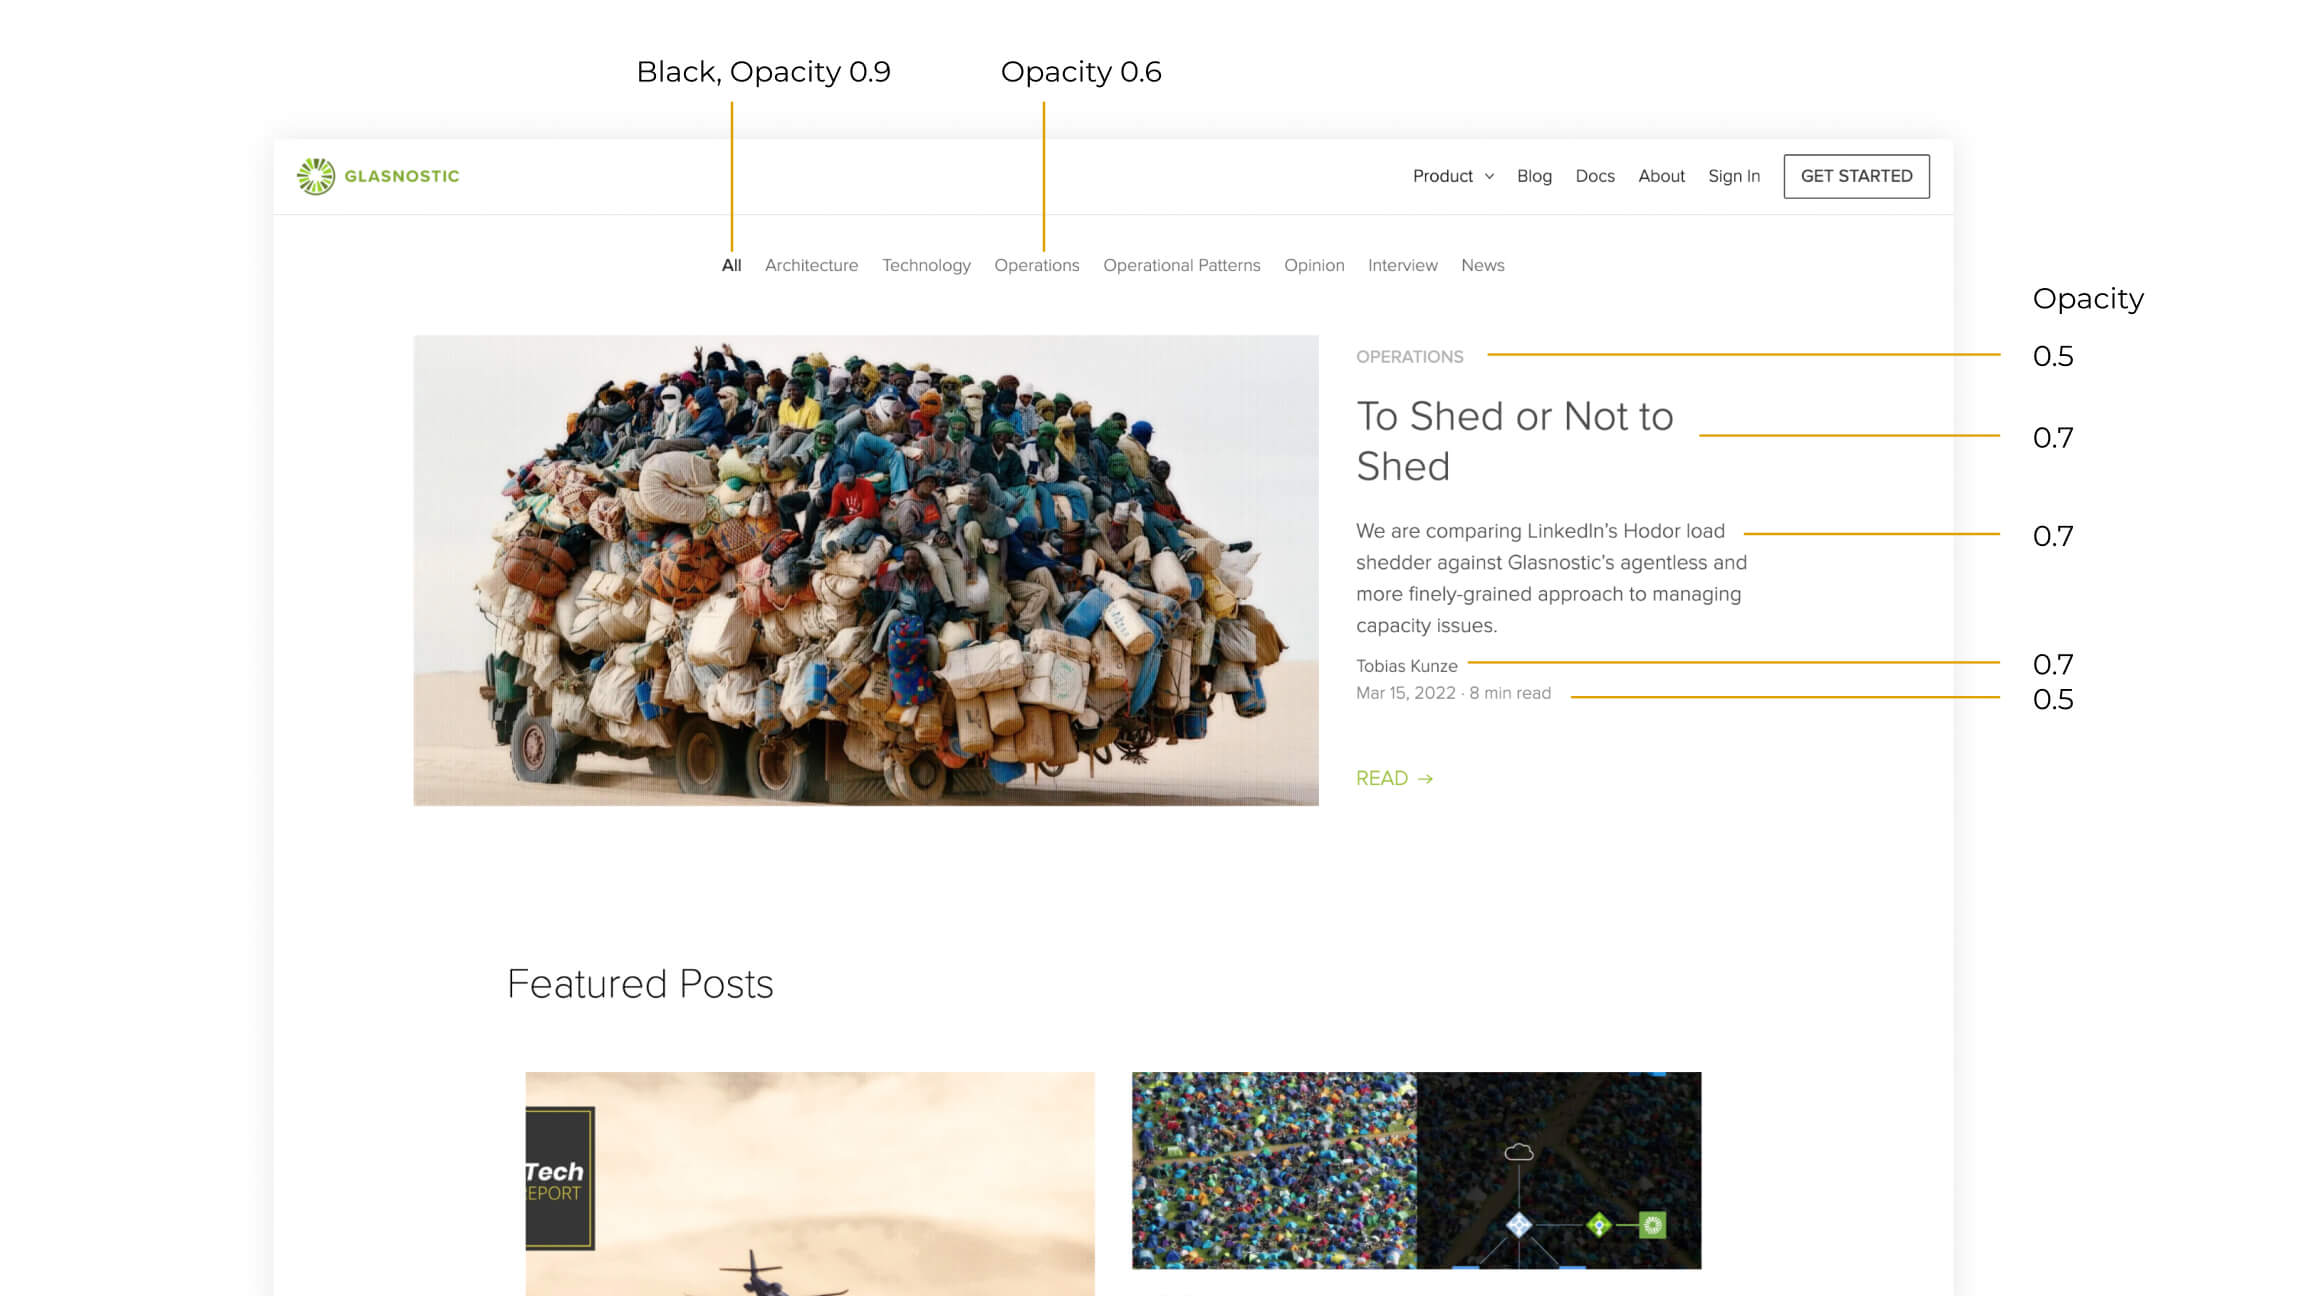 Black, Opacity 0.9
Opacity 0.6
GLASNOSTIC
Product
Blog
Docs
About
Sign In
GET STARTED
All
Architecture
Technology
Operations
Operational Patterns
Opinion
Interview
News
Opacity
OPERATIONS
0.5
To Shed or Not to
Shed
0.7
We are comparing LinkedIn’s Hodor load
shedder against Glasnostic’s agentless and
more finely-grained approach to managing
capacity issues.
0.7
Tobias Kunze
0.7
Mar 15, 2022 · 8 min read
0.5
READ →
Featured Posts
Tech
EPORT